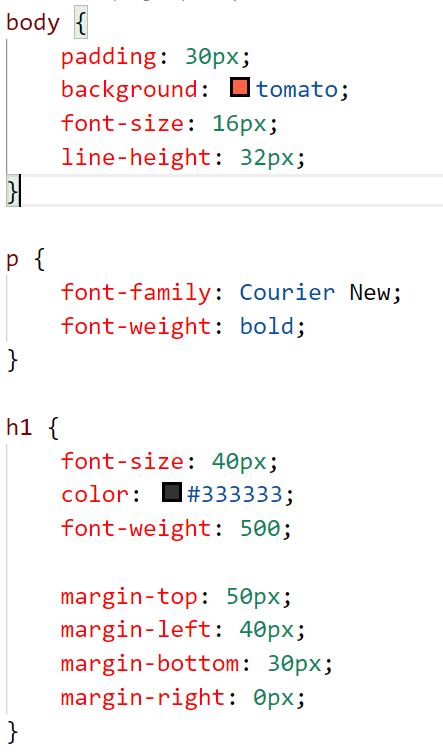 body {
    padding: 30px;
    background: tomato;
    font-size: 16px;
    line-height: 32px;
}
p {
    font-family: Courier New;
    font-weight: bold;
}
h1 {
    font-size: 40px;
    color: #333333;
    font-weight: 500;
    margin-top: 50px;
    margin-left: 40px;
    margin-bottom: 30px;
    margin-right: 0px;
}